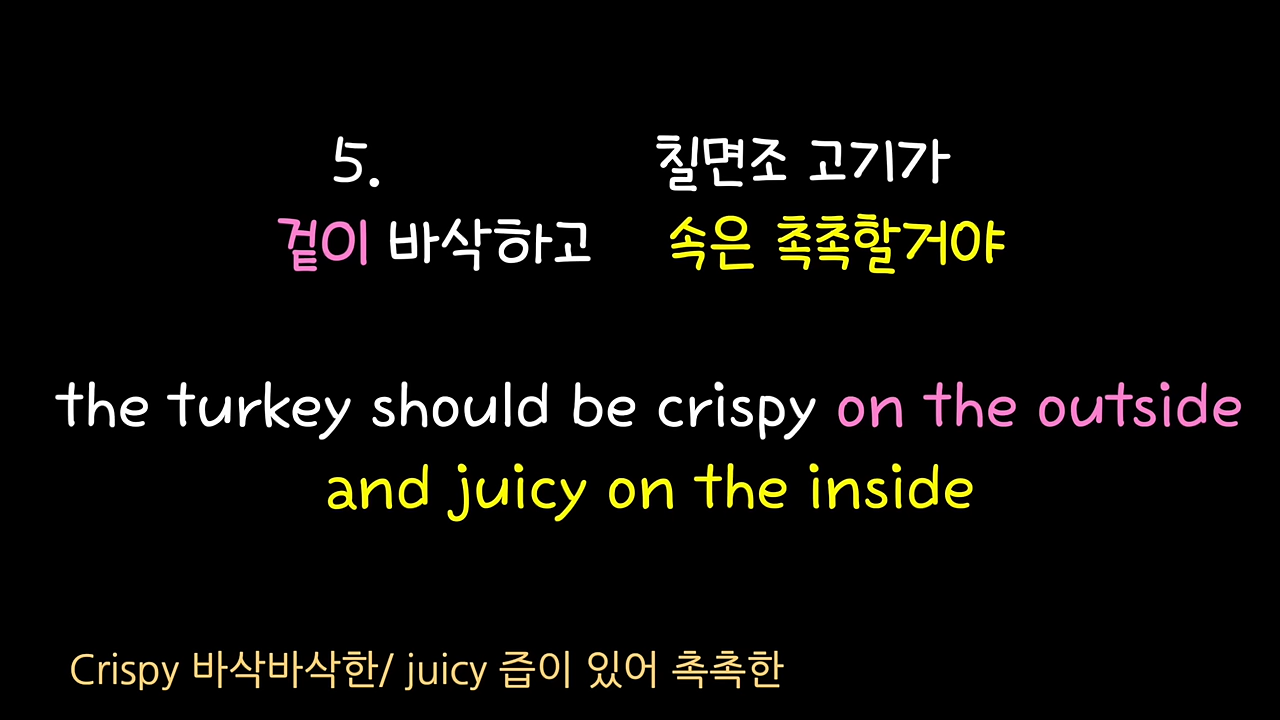 5. 칠면조 고기가
겉이 바삭하고 속은 촉촉할거야
the turkey should be crispy on the outside
and juicy on the inside
Crispy 바삭바삭한/ juicy 즙이 있어 촉촉한